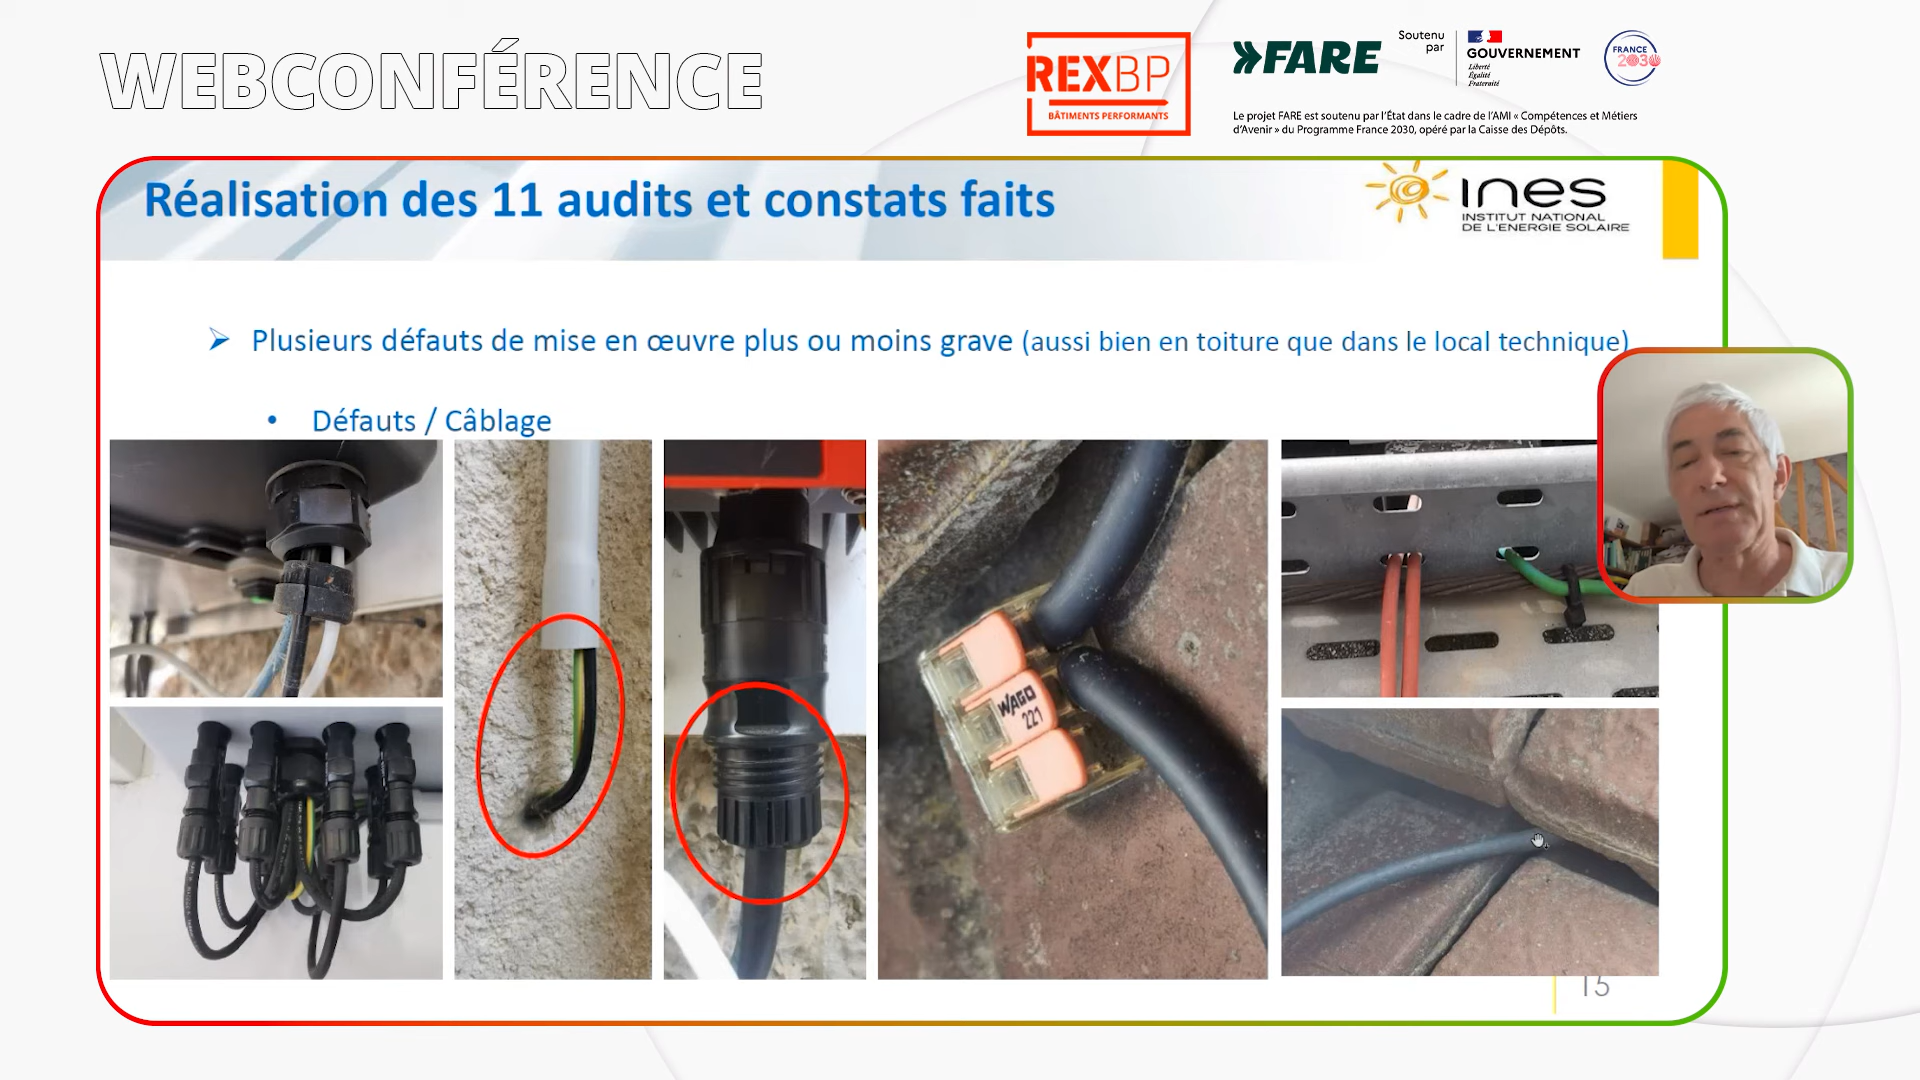 WEBCONFÉRENCE
REXBP
BÂTIMENTS PERFORMANTS
FARE
Soutenu
par
GOUVERNEMENT
Liberté
Égalité
Fraternité
FRANCE
2030
Le projet FARE est soutenu par l'État dans le cadre de l'AMI « Compétences et Métiers
d'Avenir » du Programme France 2030, opéré par la Caisse des Dépôts.
Réalisation des 11 audits et constats faits
ines
INSTITUT NATIONAL
DE L'ENERGIE SOLAIRE
➢ Plusieurs défauts de mise en œuvre plus ou moins grave (aussi bien en toiture que dans le local technique)
• Défauts / Câblage
WAGO
221
15